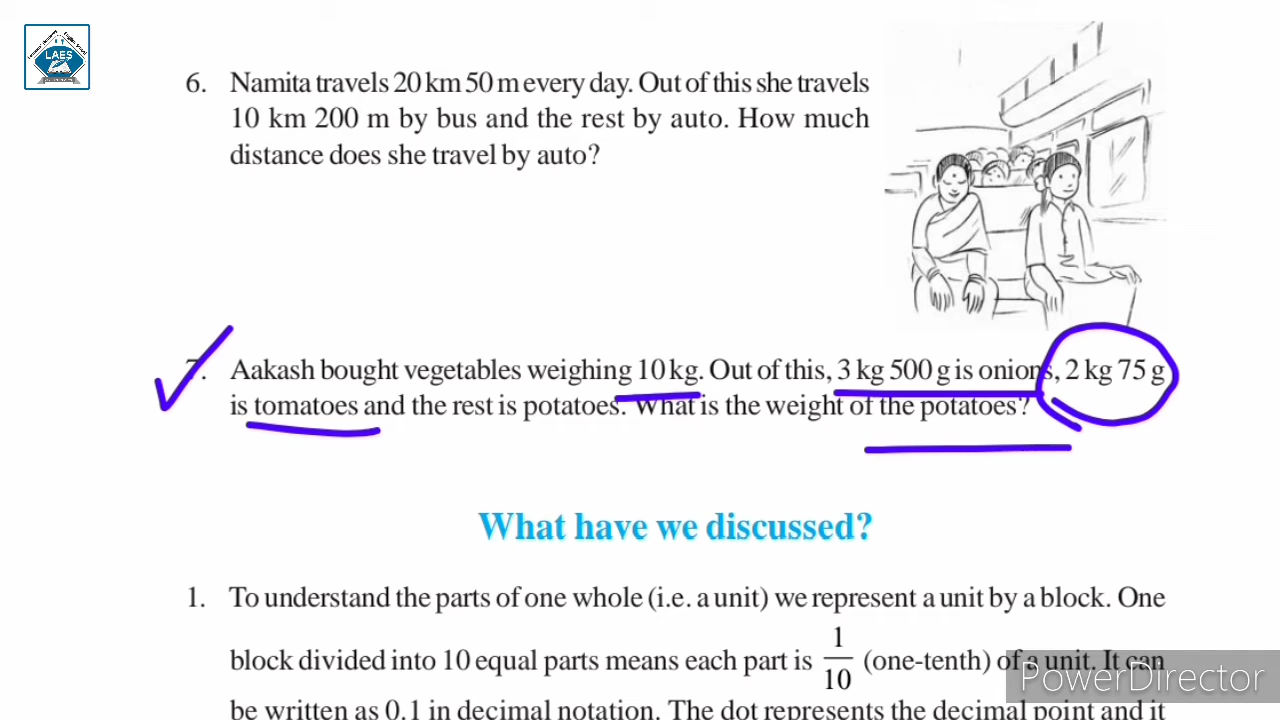 LAES
6. Namita travels 20 km 50 m every day. Out of this she travels
10 km 200 m by bus and the rest by auto. How much
distance does she travel by auto?
7. Aakash bought vegetables weighing 10 kg. Out of this, 3 kg 500 g is onions, 2 kg 75 g
is tomatoes and the rest is potatoes. What is the weight of the potatoes?
What have we discussed?
1. To understand the parts of one whole (i.e. a unit) we represent a unit by a block. One
block divided into 10 equal parts means each part is 1/10 (one-tenth) of a unit. It can
be written as 0.1 in decimal notation. The dot represents the decimal point and it
PowerDirector